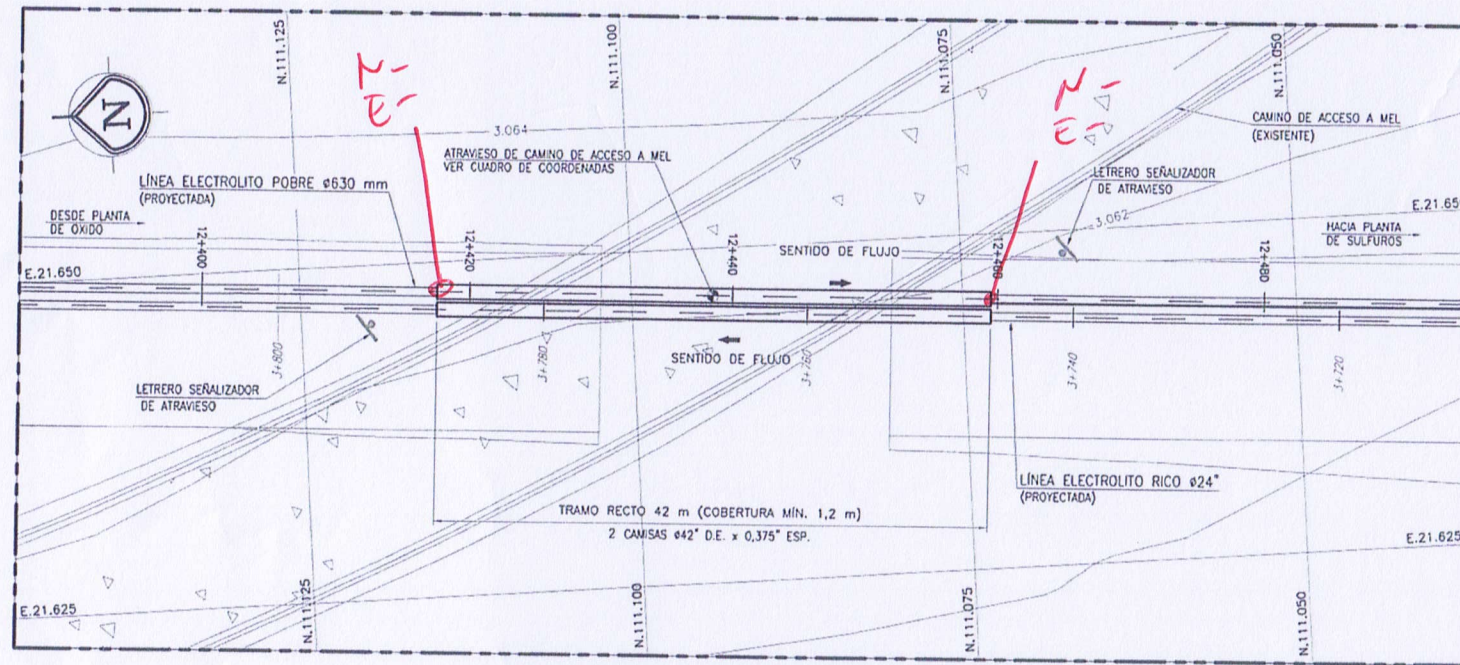 N.111.125
N.111.100
N.111.075
N.111.050
N
N-
E-
N-
E-
3.064
ATRAVIESO DE CAMINO DE ACCESO A MEL
VER CUADRO DE COORDENADAS
CAMINO DE ACCESO A MEL
(EXISTENTE)
LÍNEA ELECTROLITO POBRE ø630 mm
(PROYECTADA)
LETRERO SEÑALIZADOR
DE ATRAVIESO
DESDE PLANTA
DE OXIDO
3.062
E.21.650
HACIA PLANTA
DE SULFUROS
12+400
12+420
12+440
SENTIDO DE FLUJO
12+460
12+480
E.21.650
3+800
3+780
3+760
3+740
3+720
SENTIDO DE FLUJO
LETRERO SEÑALIZADOR
DE ATRAVIESO
LÍNEA ELECTROLITO RICO ø24"
(PROYECTADA)
TRAMO RECTO 42 m (COBERTURA MÍN. 1,2 m)
2 CAMISAS ø42" D.E. x 0,375" ESP.
E.21.625
E.21.625
N.111.125
N.111.100
N.111.075
N.111.050